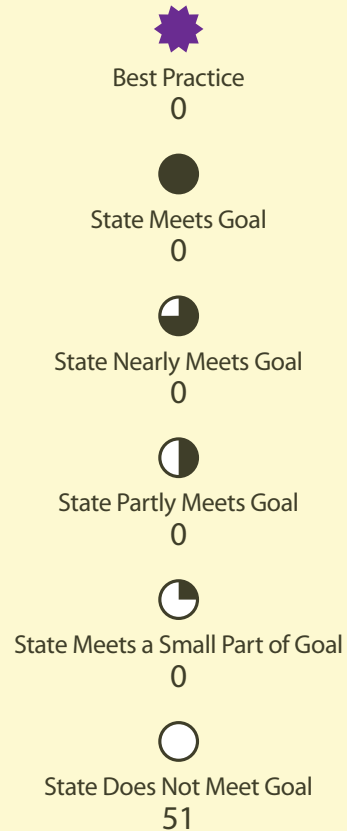 Best Practice
0
State Meets Goal
0
State Nearly Meets Goal
0
State Partly Meets Goal
0
State Meets a Small Part of Goal
0
State Does Not Meet Goal
51